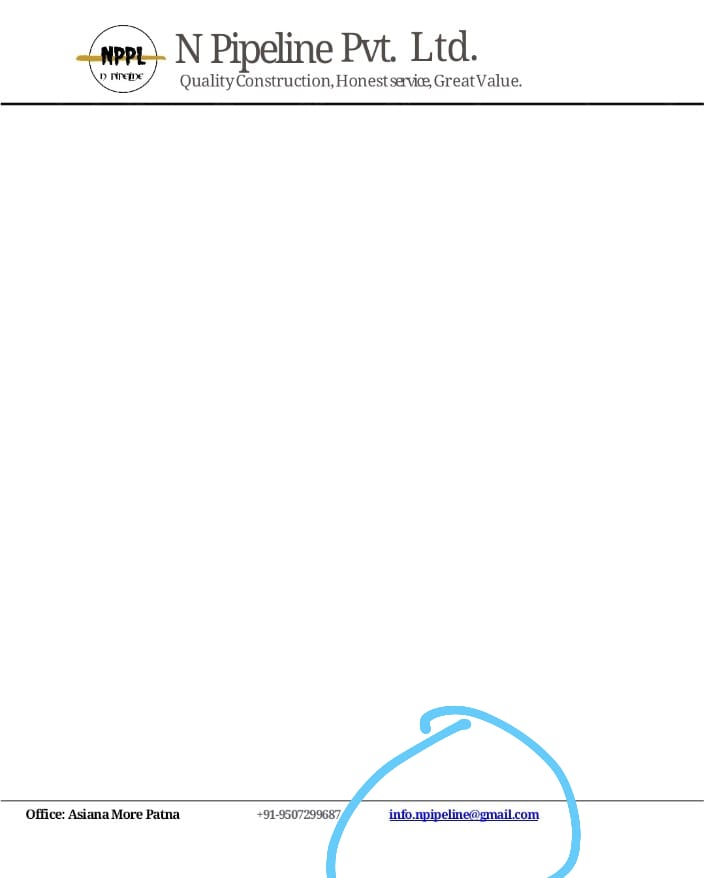 NPPL
N PIPELINE
N Pipeline Pvt. Ltd.
Quality Construction, Honest service, Great Value.
Office: Asiana More Patna +91-9507299687 info.npipeline@gmail.com